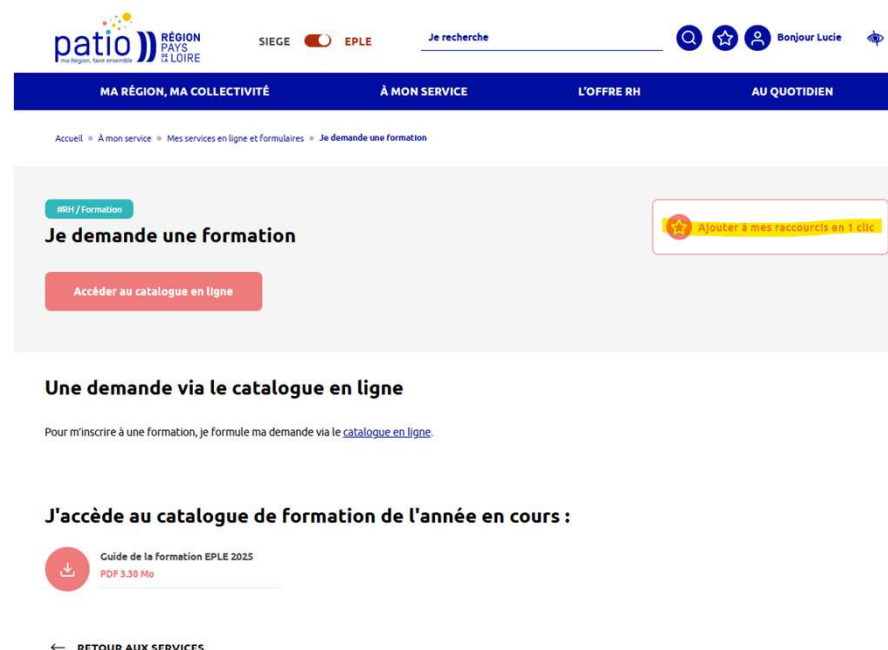 patio
ma Région, faire ensemble
RÉGION
PAYS
DE LA LOIRE
SIEGE EPLE
Je recherche
Bonjour Lucie
MA RÉGION, MA COLLECTIVITÉ À MON SERVICE L'OFFRE RH AU QUOTIDIEN
Accueil À mon service Mes services en ligne et formulaires Je demande une formation
#RH / Formation
Je demande une formation
Ajouter à mes raccourcis en 1 clic
Accéder au catalogue en ligne
Une demande via le catalogue en ligne
Pour m'inscrire à une formation, je formule ma demande via le catalogue en ligne.
J'accède au catalogue de formation de l'année en cours :
Guide de la formation EPLE 2025
PDF 3.38 Mo
← RETOUR AUX SERVICES